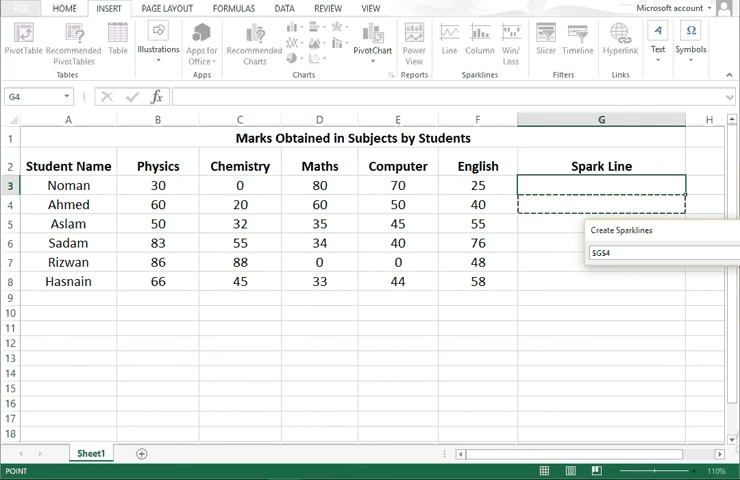 FILE HOME INSERT PAGE LAYOUT FORMULAS DATA REVIEW VIEW Microsoft account
PivotTable Recommended PivotTables Table Illustrations Apps for Office Recommended Charts PivotChart Power View Line Column Win/Loss Slicer Timeline Hyperlink Text Symbols
Tables Apps Charts Reports Sparklines Filters Links
G4 fx
A B C D E F G H
1 Marks Obtained in Subjects by Students
2 Student Name Physics Chemistry Maths Computer English Spark Line
3 Noman 30 0 80 70 25
4 Ahmed 60 20 60 50 40
5 Aslam 50 32 35 45 55
6 Sadam 83 55 34 40 76
7 Rizwan 86 88 0 0 48
8 Hasnain 66 45 33 44 58
Create Sparklines
$G$4
9
10
11
12
13
14
15
16
17
18
Sheet1
POINT 110%